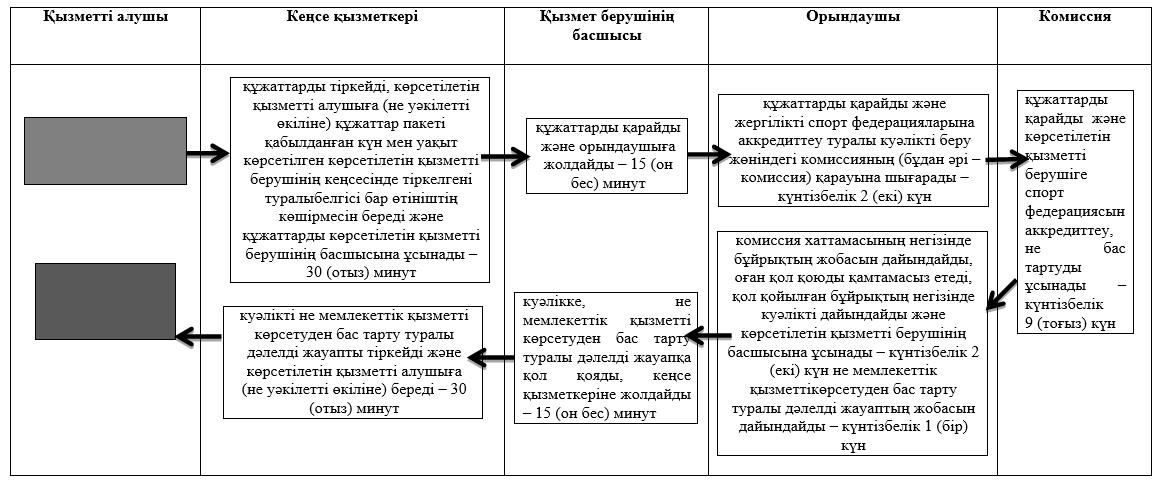 Қызметті алушы
Кеңсе қызметкері
Қызмет берушінің
басшысы
Орындаушы
Комиссия
құжаттарды тіркейді, көрсетілетін
қызметті алушыға (не уәкілетті
өкіліне) құжаттар пакеті
қабылданған күн мен уақыт
көрсетілген көрсетілетін қызметті
берушінің кеңсесінде тіркелгені
туралыбелгісі бар өтініштің
көшірмесін береді және
құжаттарды көрсетілетін қызметті
берушінің басшысына ұсынады –
30 (отыз) минут
құжаттарды қарайды
және орындаушыға
жолдайды – 15 (он
бес) минут
құжаттарды қарайды және
жергілікті спорт федерацияларына
аккредиттеу туралы куәлікті беру
жөніндегі комиссияның (бұдан әрі –
комиссия) қарауына шығарады –
күнтізбелік 2 (екі) күн
құжаттарды
қарайды және
көрсетілетін
қызметті
берушіге
спорт
федерациясын
аккредиттеу,
не бас
тартуды
ұсынады –
күнтізбелік
9 (тоғыз) күн
комиссия хаттамасының негізінде
бұйрықтың жобасын дайындайды,
оған қол қоюды қамтамасыз етеді,
қол қойылған бұйрықтың негізінде
куәлікті дайындайды және
көрсетілетін қызметті берушінің
басшысына ұсынады – күнтізбелік 2
(екі) күн не мемлекеттік
қызметтікөрсетуден бас тарту
туралы дәлелді жауаптың жобасын
дайындайды – күнтізбелік 1 (бір)
күн
куәлікке, не
мемлекеттік қызметті
көрсетуден бас тарту
туралы дәлелді жауапқа
қол қояды, кеңсе
қызметкеріне жолдайды
– 15 (он бес) минут
куәлікті не мемлекеттік қызметті
көрсетуден бас тарту туралы
дәлелді жауапты тіркейді және
көрсетілетін қызметті алушыға
(не уәкілетті өкіліне) береді – 30
(отыз) минут